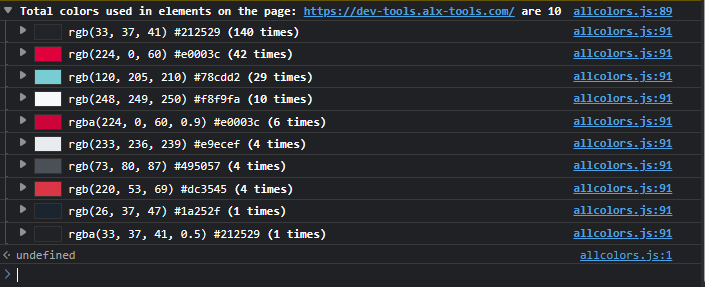 Total colors used in elements on the page: https://dev-tools.alx-tools.com/ are 10 allcolors.js:89
rgb(33, 37, 41) #212529 (140 times) allcolors.js:91
rgb(224, 0, 60) #e0003c (42 times) allcolors.js:91
rgb(120, 205, 210) #78cdd2 (29 times) allcolors.js:91
rgb(248, 249, 250) #f8f9fa (10 times) allcolors.js:91
rgba(224, 0, 60, 0.9) #e0003c (6 times) allcolors.js:91
rgb(233, 236, 239) #e9ecef (4 times) allcolors.js:91
rgb(73, 80, 87) #495057 (4 times) allcolors.js:91
rgb(220, 53, 69) #dc3545 (4 times) allcolors.js:91
rgb(26, 37, 47) #1a252f (1 times) allcolors.js:91
rgba(33, 37, 41, 0.5) #212529 (1 times) allcolors.js:91
undefined allcolors.js:1